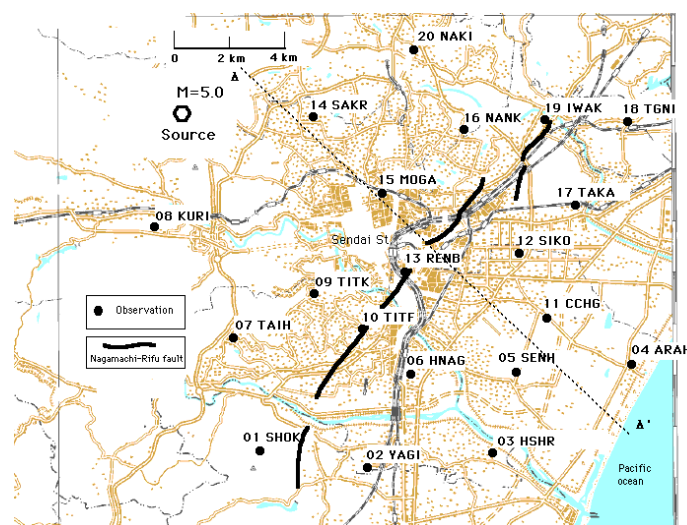 20 NAKI
0 2 km 4 km
A
M=5.0
Source
14 SAKR
16 NANK
19 IWAK
18 TGNI
15 MOGA
17 TAKA
08 KURI
Sendai St.
12 SIKO
13 RENB
09 TITK
Observation
11 CCHG
10 TITF
07 TAIH
Nagamachi-Rifu fault
06 HNAG
05 SENH
04 ARAH
A'
01 SHOK
03 HSHR
02 YAGI
Pacific
ocean